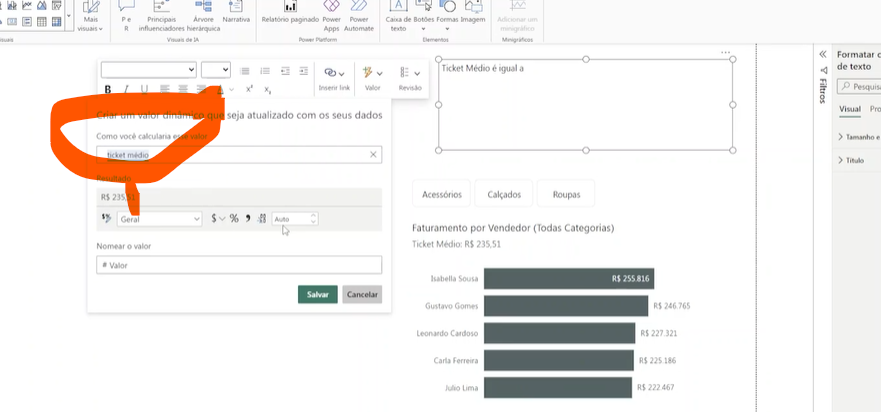 Mais
visuais
P e
R
Principais
influenciadores
Árvore
hierárquica
Narrativa
Relatório paginado
Power
Apps
Power
Automate
Caixa de
texto
Botões
Formas
Imagem
Adicionar um
minigráfico
Visuais de IA
Power Platform
Elementos
Minigráficos
B I U A x² x₂
Inserir link
Valor
Revisão
Criar um valor dinâmico que seja atualizado com os seus dados
Como você calcularia esse valor
ticket médio
Resultado
R$ 235,51
Geral
$ % Auto
Nomear o valor
# Valor
Salvar Cancelar
Ticket Médio é igual a
Acessórios Calçados Roupas
Faturamento por Vendedor (Todas Categorias)
Ticket Médio: R$ 235,51
Isabella Sousa R$ 255.816
Gustavo Gomes R$ 246.765
Leonardo Cardoso R$ 227.321
Carla Ferreira R$ 225.186
Julio Lima R$ 222.467
Filtros
Formatar
de texto
Pesquis
Visual
Tamanho e
Título